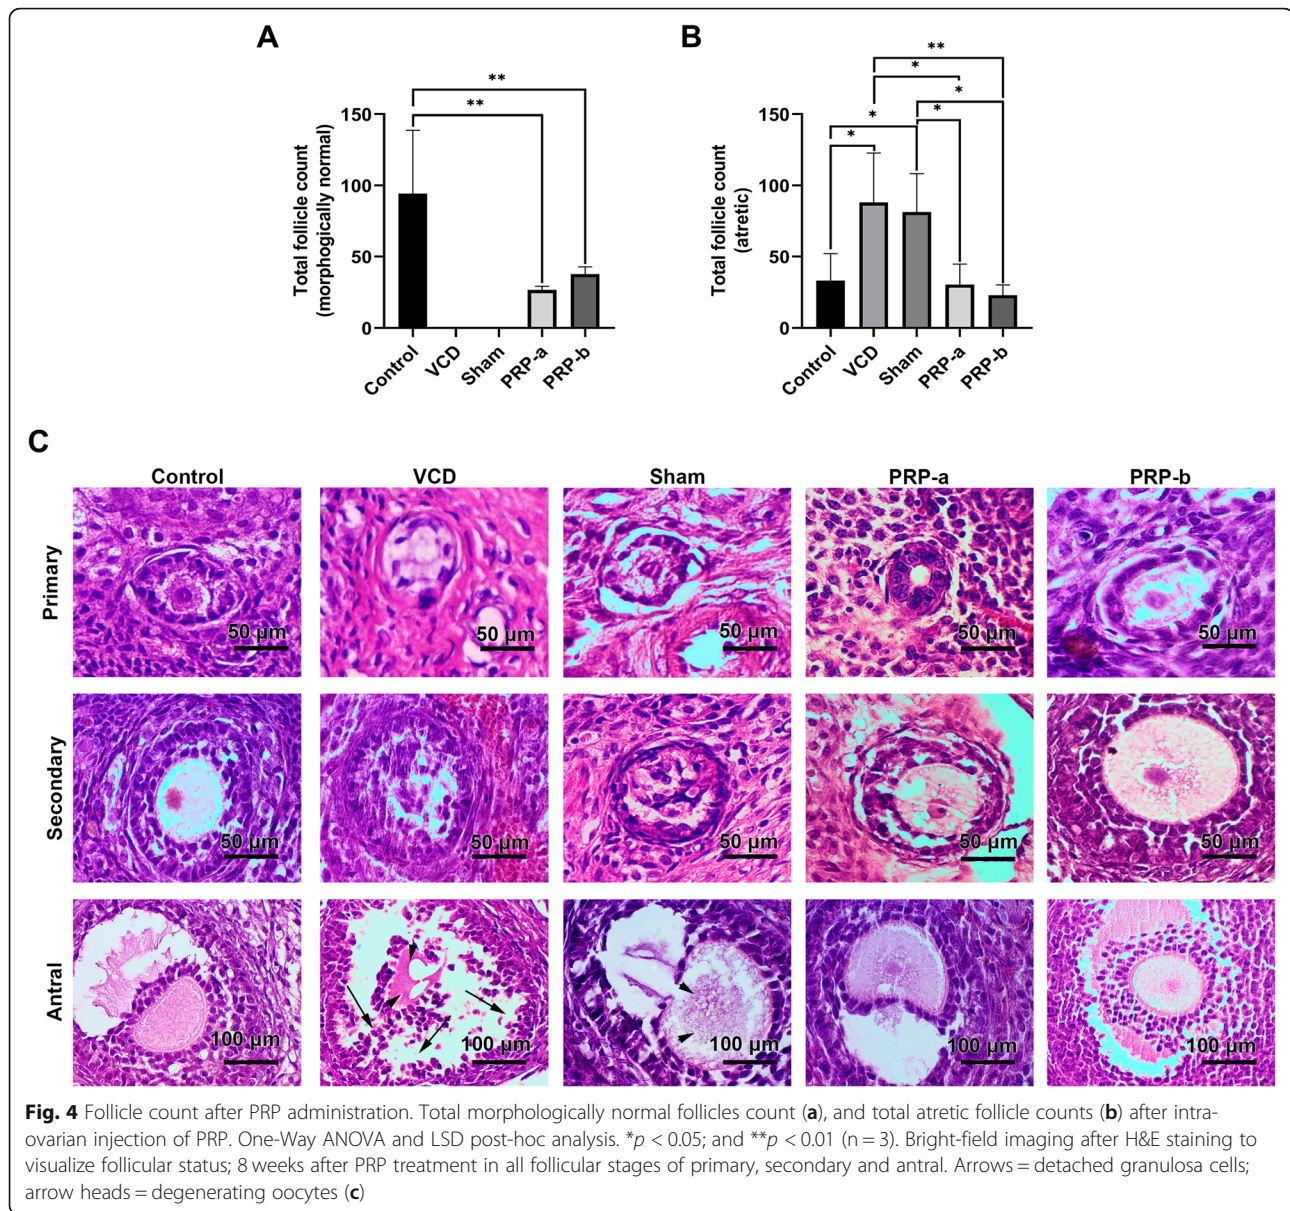 A
B
**
**
150
100
50
0
Total follicle count
(morphogically normal)
Control
VCD
Sham
PRP-a
PRP-b
**
*
*
*
*
*
150
100
50
0
Total follicle count
(atretic)
Control
VCD
Sham
PRP-a
PRP-b
C
Control VCD Sham PRP-a PRP-b
Primary
50 µm 50 µm 50 µm 50 µm 50 µm
Secondary
50 µm 50 µm 50 µm 50 µm 50 µm
Antral
100 µm 100 µm 100 µm 100 µm 100 µm
Fig. 4 Follicle count after PRP administration. Total morphologically normal follicles count (a), and total atretic follicle counts (b) after intra-
ovarian injection of PRP. One-Way ANOVA and LSD post-hoc analysis. *p < 0.05; and **p < 0.01 (n = 3). Bright-field imaging after H&E staining to
visualize follicular status; 8 weeks after PRP treatment in all follicular stages of primary, secondary and antral. Arrows = detached granulosa cells;
arrow heads = degenerating oocytes (c)